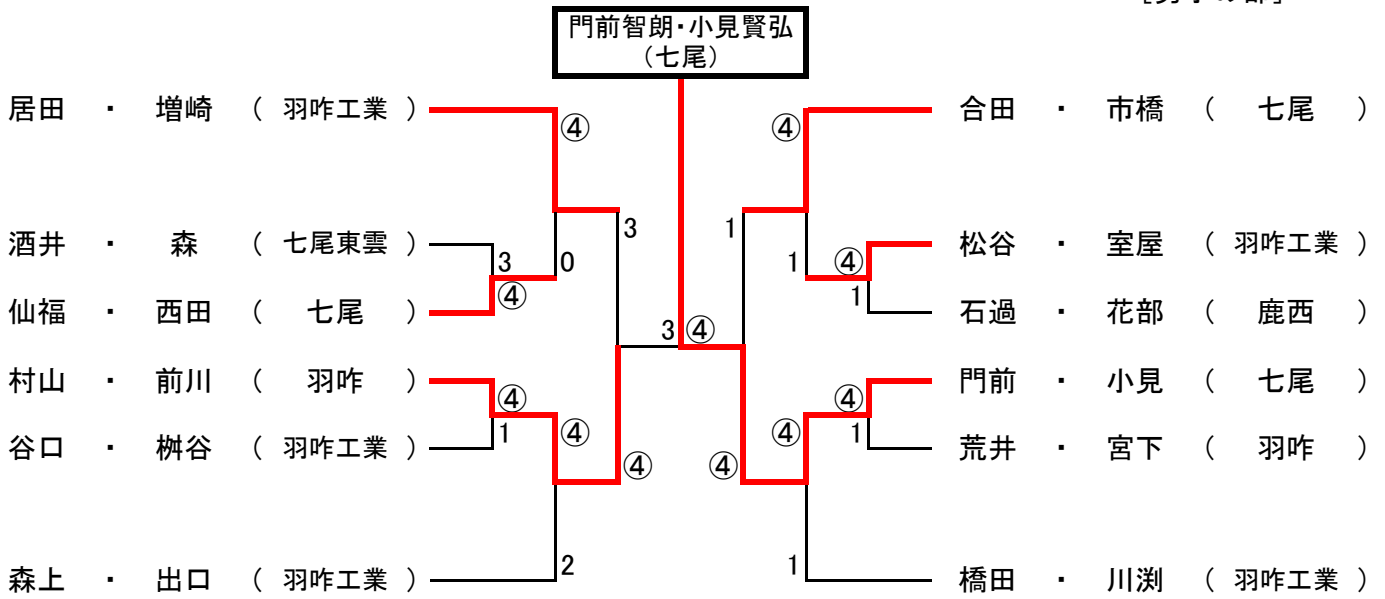 門前智朗・小見賢弘
(七尾)
居田 ・ 増崎 ( 羽咋工業 )
④
④
合田 ・ 市橋 ( 七尾 )
3
1
酒井 ・ 森 ( 七尾東雲 )
3
0
1
④
松谷 ・ 室屋 ( 羽咋工業 )
仙福 ・ 西田 ( 七尾 )
④
1
石過 ・ 花部 ( 鹿西 )
3
④
村山 ・ 前川 ( 羽咋 )
④
④
門前 ・ 小見 ( 七尾 )
谷口 ・ 桝谷 ( 羽咋工業 )
1
④
④
1
荒井 ・ 宮下 ( 羽咋 )
④
④
森上 ・ 出口 ( 羽咋工業 )
2
1
橋田 ・ 川渕 ( 羽咋工業 )